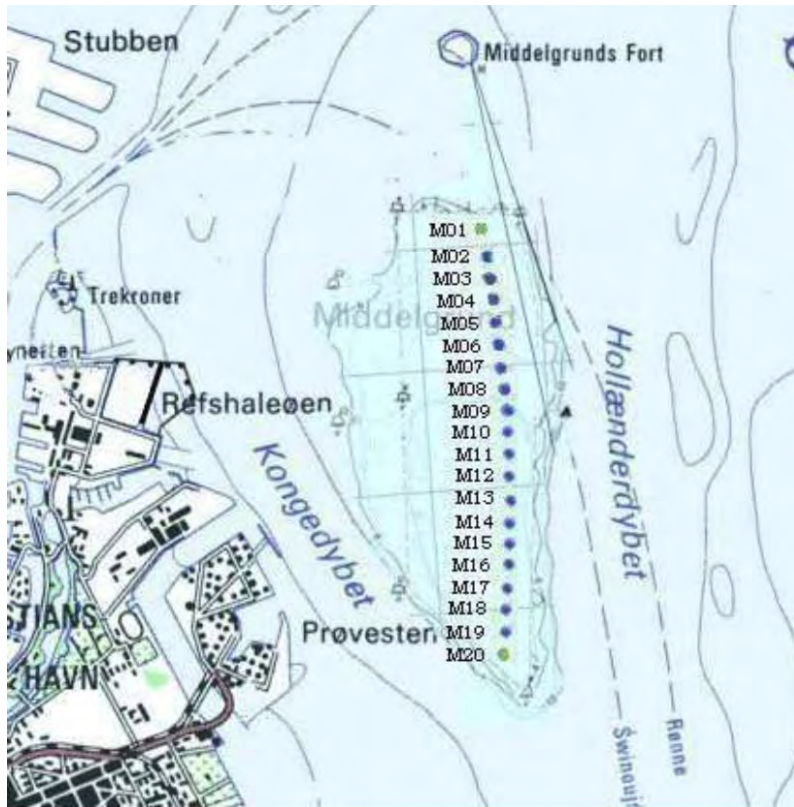 Stubben
Middelgrunds Fort
M01
M02
M03
Trekroner
M04
Middelgrund
M05
M06
M07
Refshaleøen
M08
M09
M10
Hollænderdybet
M11
Kongedybet
M12
M13
M14
M15
M16
M17
STIANS
M18
Prøvesten
M19
M20
HAVN
Rønne